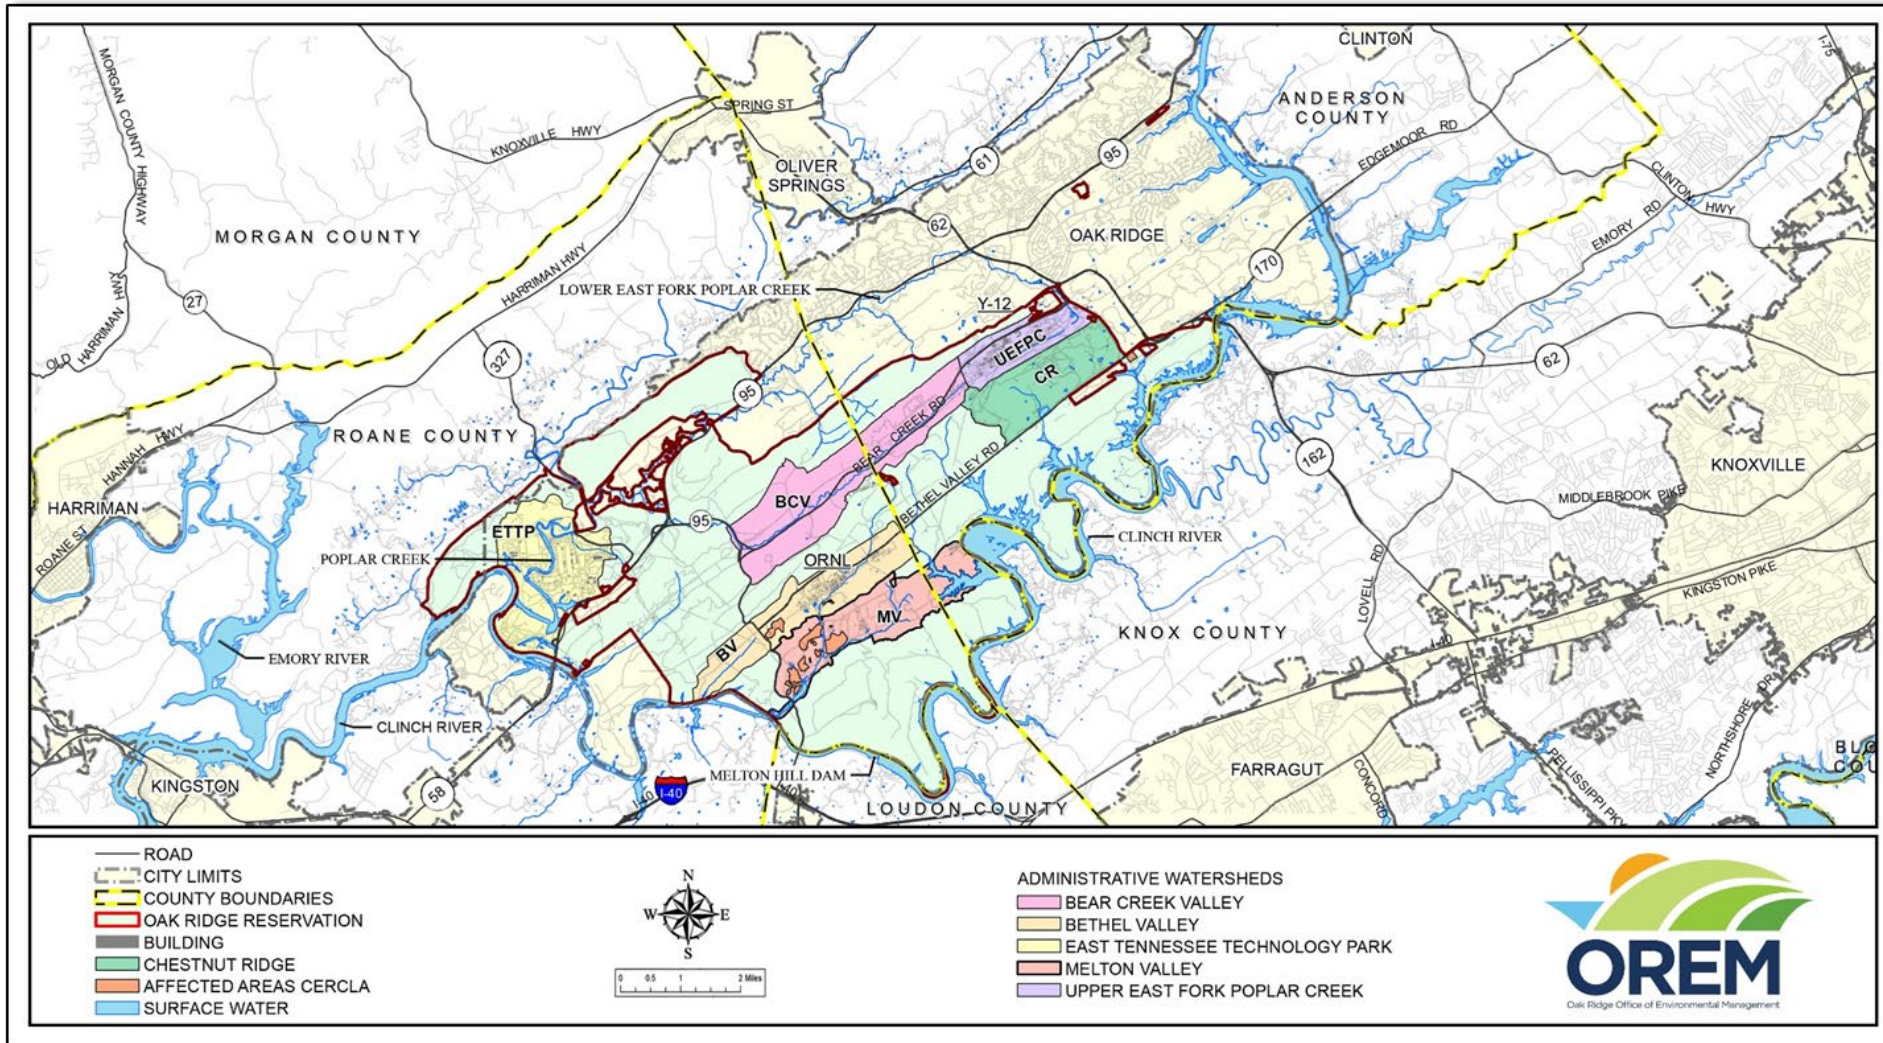 CLINTON
I-75
MORGAN COUNTY HIGHWAY
SPRING ST
KNOXVILLE HWY
ANDERSON
COUNTY
EDGEMOOR RD
95
61
OLIVER
SPRINGS
CLINTON HWY
EMORY RD
MORGAN COUNTY
62
OAK RIDGE
170
HARRIMAN HWY
27
OLD HARRIMAN HWY
LOWER EAST FORK POPLAR CREEK
Y-12
327
UEFPC
62
CR
95
BEAR CREEK RD
ROANE COUNTY
HANNAH HWY
BETHEL VALLEY RD
162
KNOXVILLE
MIDDLEBROOK PIKE
HARRIMAN
BCV
95
ETTP
ROANE ST
CLINCH RIVER
POPLAR CREEK
ORNL
LOVELL RD
KINGSTON PIKE
MV
KNOX COUNTY
I-40
BV
EMORY RIVER
CLINCH RIVER
NORTHSHORE DR
PELLISSIPPI PKY
BLO
COU
KINGSTON
58
I-40
I-40
MELTON HILL DAM
I-40
LOUDON COUNTY
FARRAGUT
CONCORD
ROAD
CITY LIMITS
COUNTY BOUNDARIES
OAK RIDGE RESERVATION
BUILDING
CHESTNUT RIDGE
AFFECTED AREAS CERCLA
SURFACE WATER
N
W E
S
0 0.5 1 2 Miles
ADMINISTRATIVE WATERSHEDS
BEAR CREEK VALLEY
BETHEL VALLEY
EAST TENNESSEE TECHNOLOGY PARK
MELTON VALLEY
UPPER EAST FORK POPLAR CREEK
OREM
Oak Ridge Office of Environmental Management